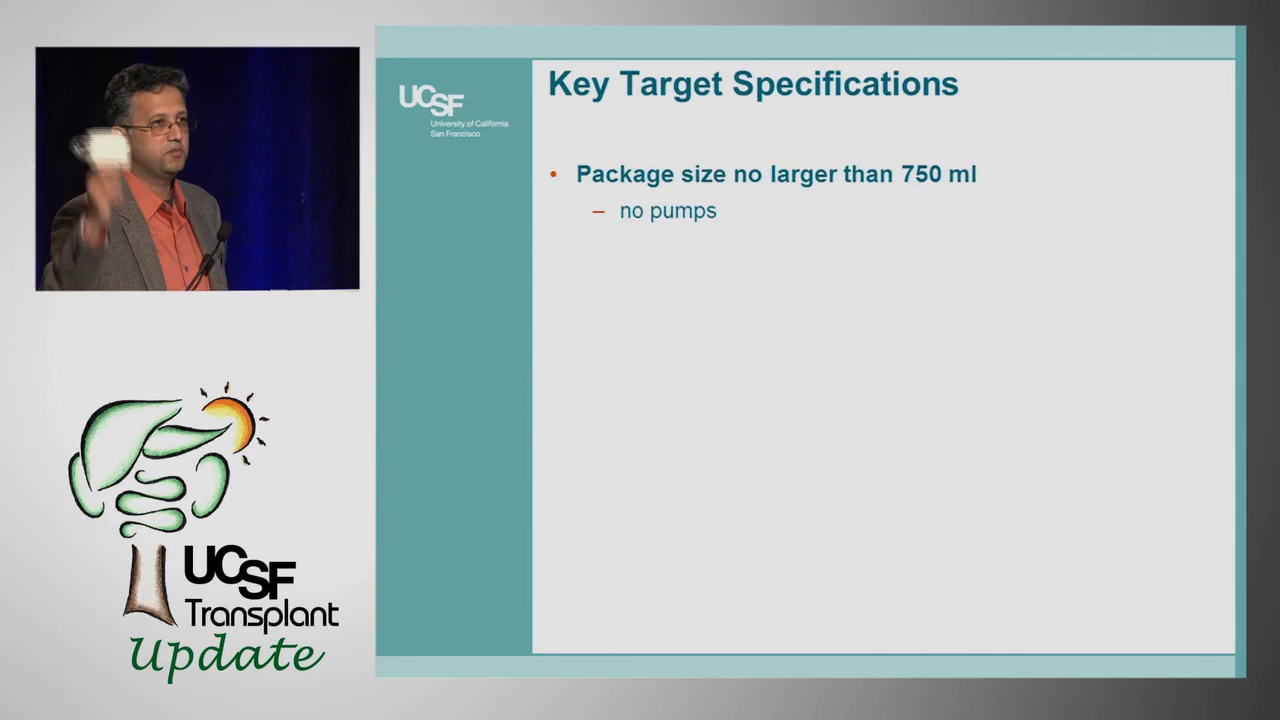 UCSF
University of California
San Francisco
Key Target Specifications
• Package size no larger than 750 ml
– no pumps
UCSF
Transplant
Update